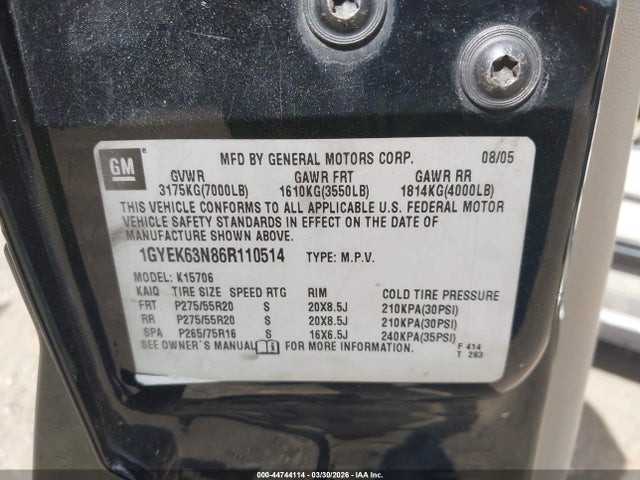 GM ®
MFD BY GENERAL MOTORS CORP. 08/05
GVWR GAWR FRT GAWR RR
3175KG(7000LB) 1610KG(3550LB) 1814KG(4000LB)
THIS VEHICLE CONFORMS TO ALL APPLICABLE U.S. FEDERAL MOTOR
VEHICLE SAFETY STANDARDS IN EFFECT ON THE DATE OF
MANUFACTURE SHOWN ABOVE.
1GYEK63N86R110514 TYPE: M.P.V.
MODEL: K15706
KAIQ TIRE SIZE SPEED RTG RIM COLD TIRE PRESSURE
FRT P275/55R20 S 20X8.5J 210KPA(30PSI)
RR P275/55R20 S 20X8.5J 210KPA(30PSI)
SPA P265/75R16 S 16X6.5J 240KPA(35PSI)
SEE OWNER'S MANUAL FOR MORE INFORMATION.
F 414
T 283
000-44744114 | 03/30/2026 | IAA Inc.